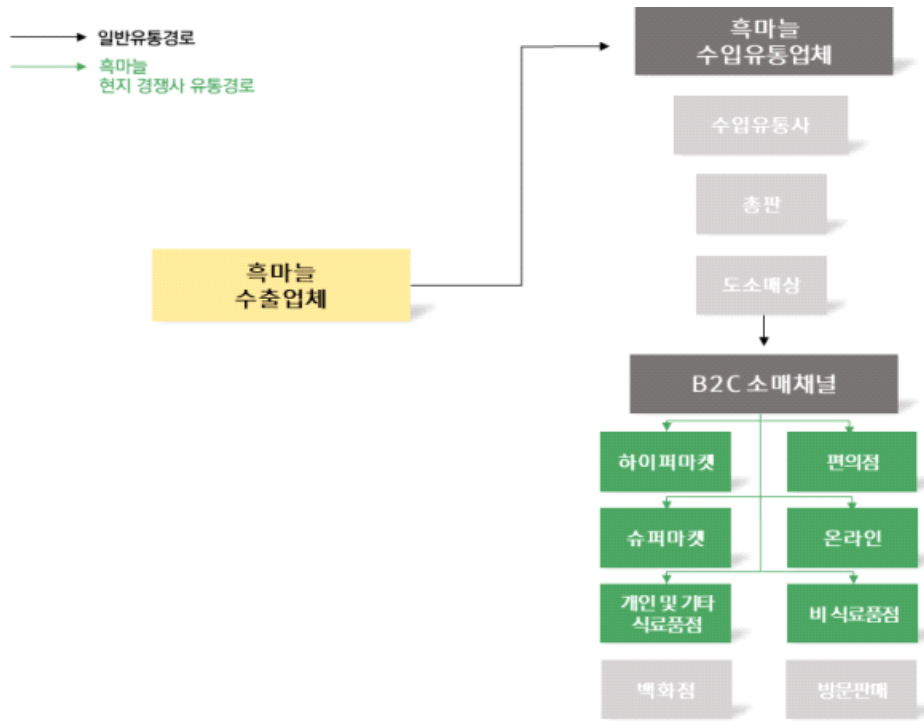 일반유통경로
흑마늘
현지 경쟁사 유통경로
흑마늘
수입유통업체
수입유통사
총판
도소매상
흑마늘
수출업체
B2C 소매채널
하이퍼마켓
편의점
슈퍼마켓
온라인
개인 및 기타
식료품점
비 식료품점
백화점
방문판매